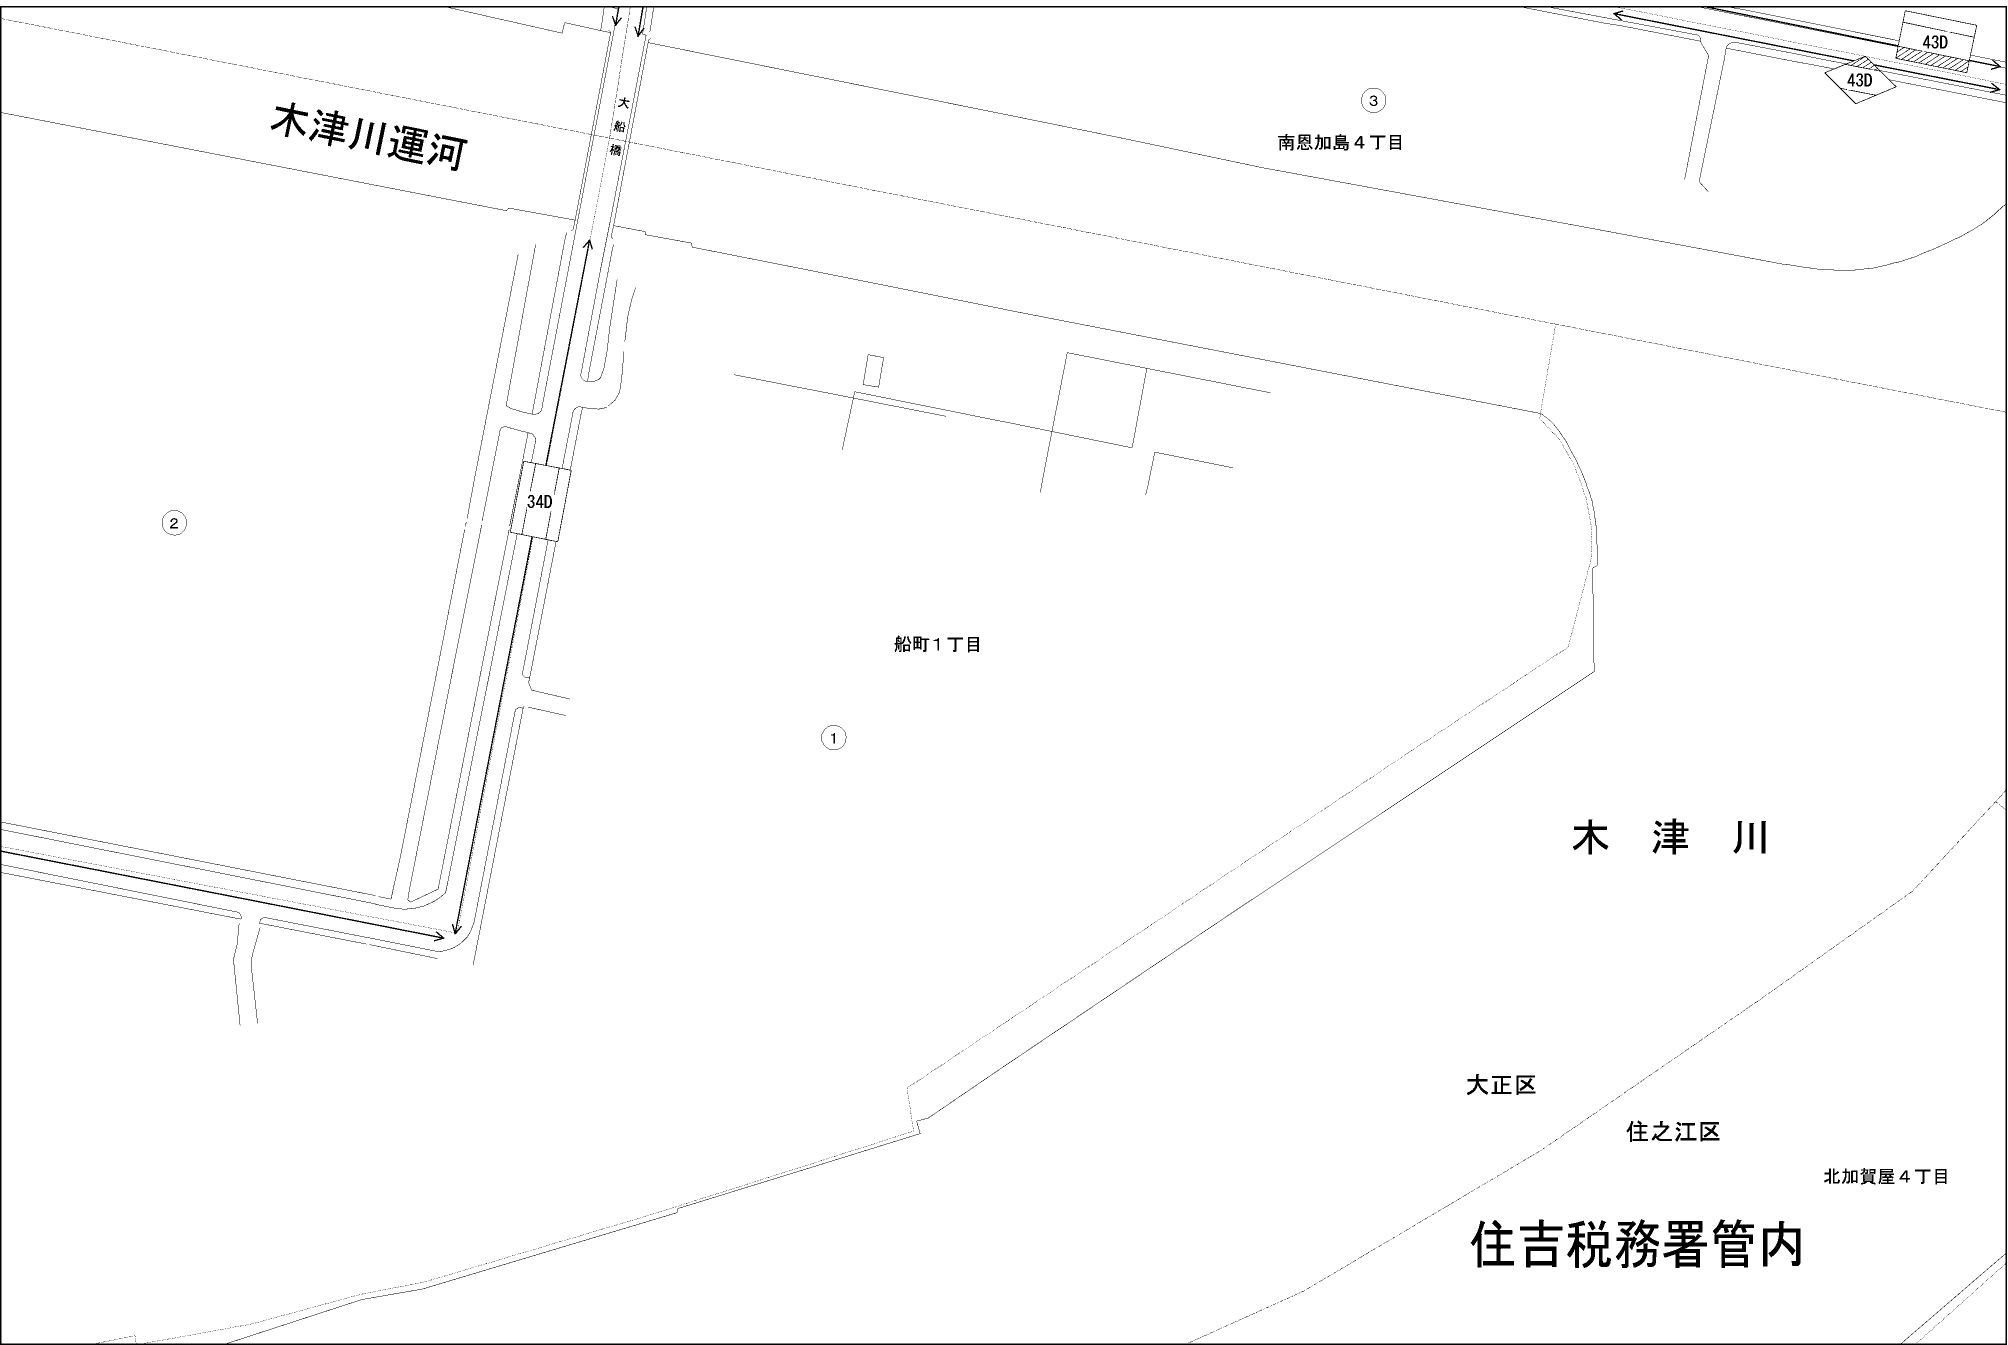 43D
43D
大船橋
木津川運河
③
南恩加島４丁目
34D
②
船町１丁目
①
木津川
大正区
住之江区
北加賀屋４丁目
住吉税務署管内